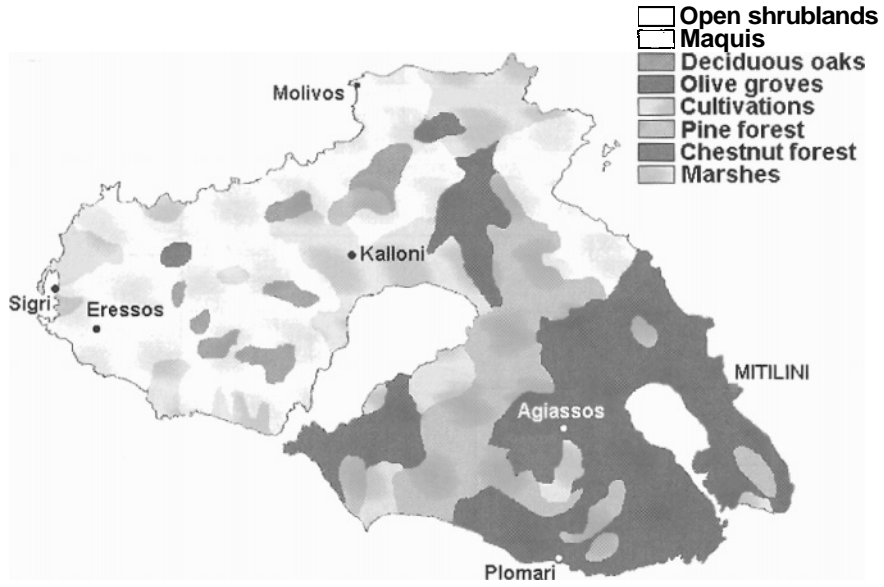 Open shrublands
Maquis
Deciduous oaks
Olive groves
Cultivations
Pine forest
Chestnut forest
Marshes
Molivos
Kalloni
Sigri
Eressos
MITILINI
Agiassos
Plomari